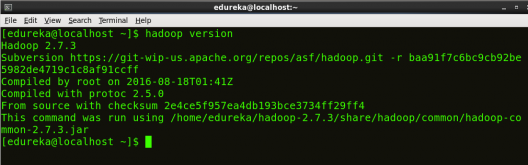 edureka@localhost:~
File Edit View Search Terminal Help
[edureka@localhost ~]$ hadoop version
Hadoop 2.7.3
Subversion https://git-wip-us.apache.org/repos/asf/hadoop.git -r baa91f7c6bc9cb92be
5982de4719c1c8af91ccff
Compiled by root on 2016-08-18T01:41Z
Compiled with protoc 2.5.0
From source with checksum 2e4ce5f957ea4db193bce3734ff29ff4
This command was run using /home/edureka/hadoop-2.7.3/share/hadoop/common/hadoop-co
mmon-2.7.3.jar
[edureka@localhost ~]$